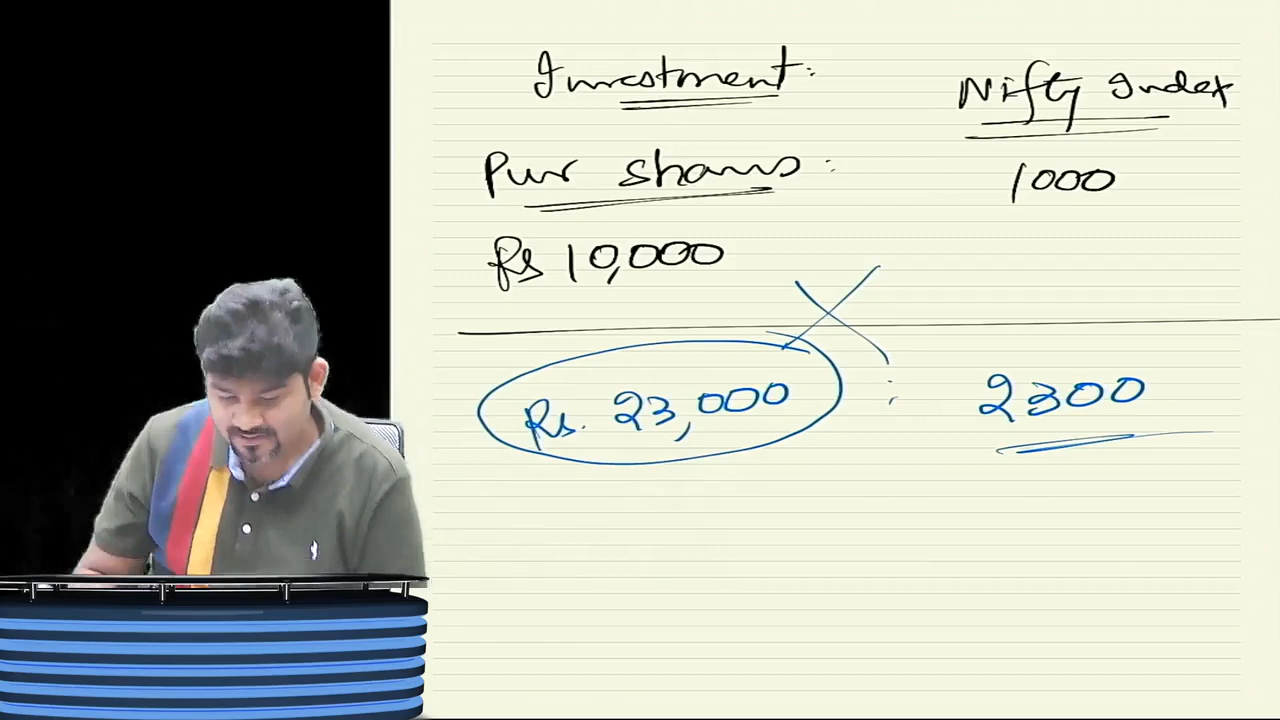 Investment:
Nifty Index
Pur shares:
1000
Rs 10,000
Rs. 23,000 : 2300